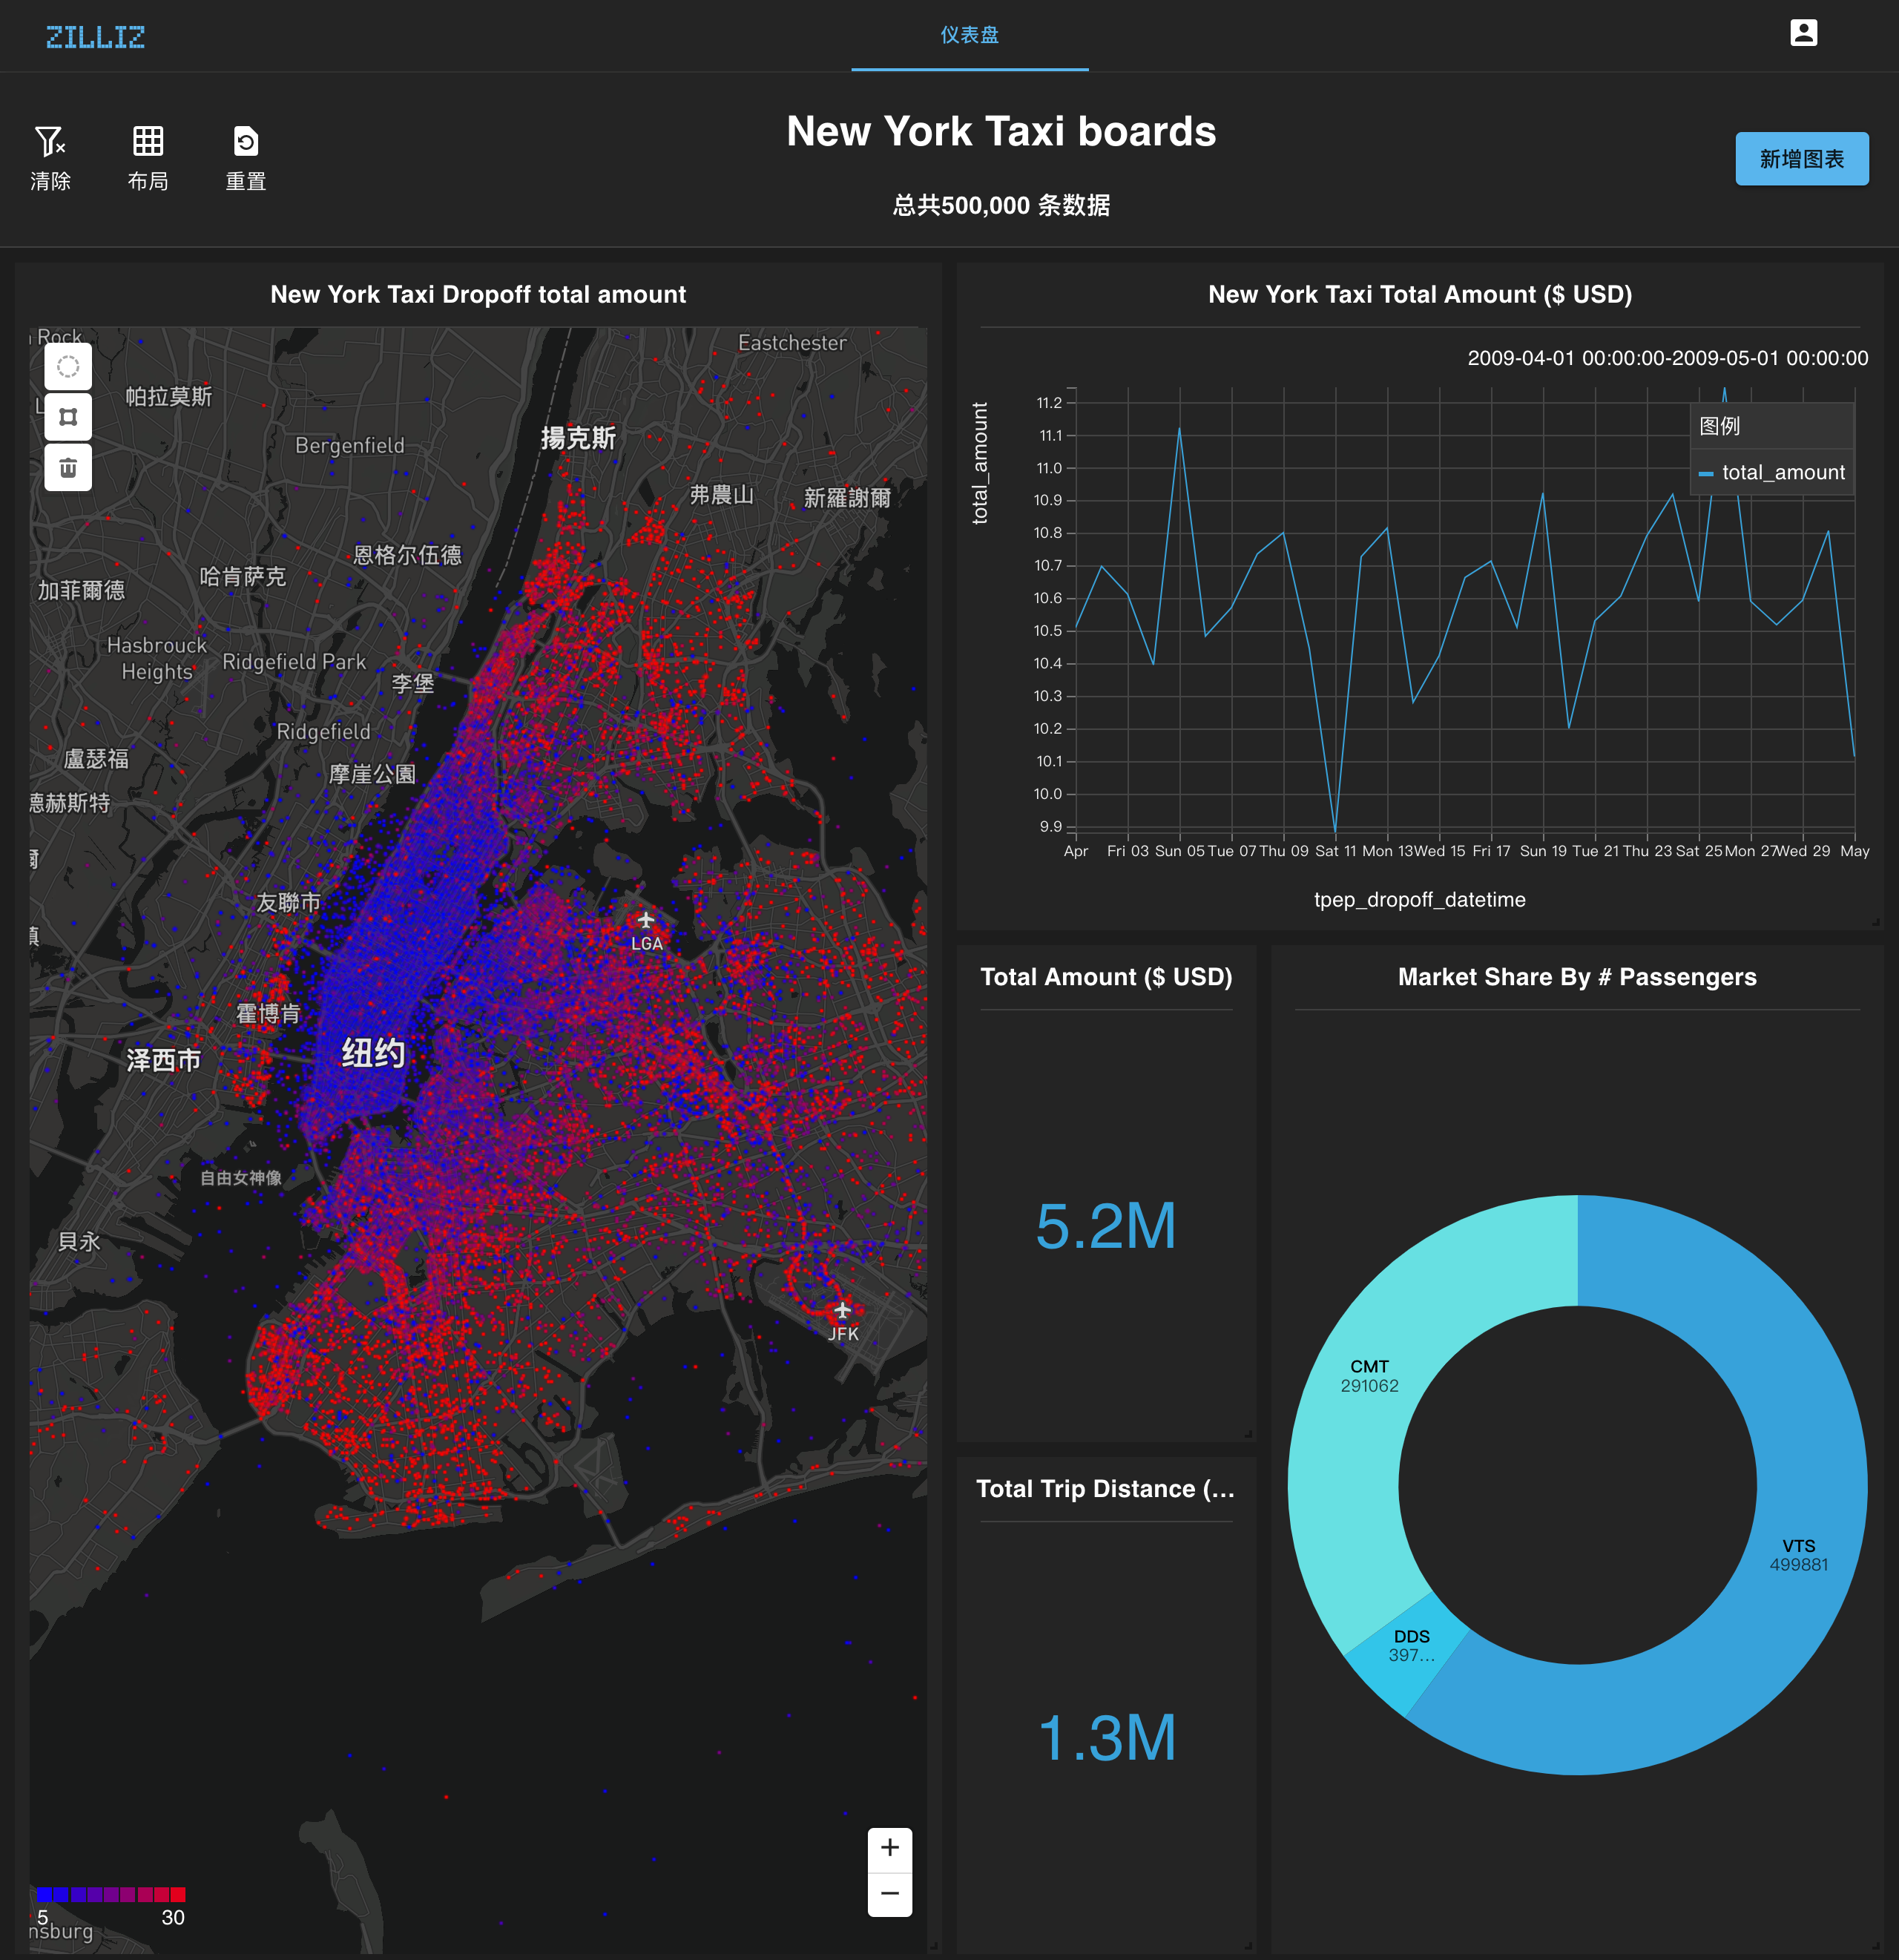 ZILLIZ
仪表盘
清除
布局
重置
New York Taxi boards
总共500,000 条数据
新增图表
New York Taxi Dropoff total amount
Rock
帕拉莫斯
Eastchester
Bergenfield
揚克斯
弗農山
新羅謝爾
恩格尔伍德
哈肯萨克
加菲爾德
Hasbrouck
Heights
Ridgefield Park
李堡
Ridgefield
盧瑟福
摩崖公園
德赫斯特
友聯市
LGA
霍博肯
纽约
泽西市
自由女神像
貝永
JFK
5
30
nsburg
+
−
New York Taxi Total Amount ($ USD)
2009-04-01 00:00:00-2009-05-01 00:00:00
total_amount
图例
total_amount
11.2
11.1
11.0
10.9
10.8
10.7
10.6
10.5
10.4
10.3
10.2
10.1
10.0
9.9
Apr Fri 03 Sun 05 Tue 07 Thu 09 Sat 11 Mon 13 Wed 15 Fri 17 Sun 19 Tue 21 Thu 23 Sat 25 Mon 27 Wed 29 May
tpep_dropoff_datetime
Total Amount ($ USD)
5.2M
Total Trip Distance (...
1.3M
Market Share By # Passengers
CMT
291062
VTS
499881
DDS
397...